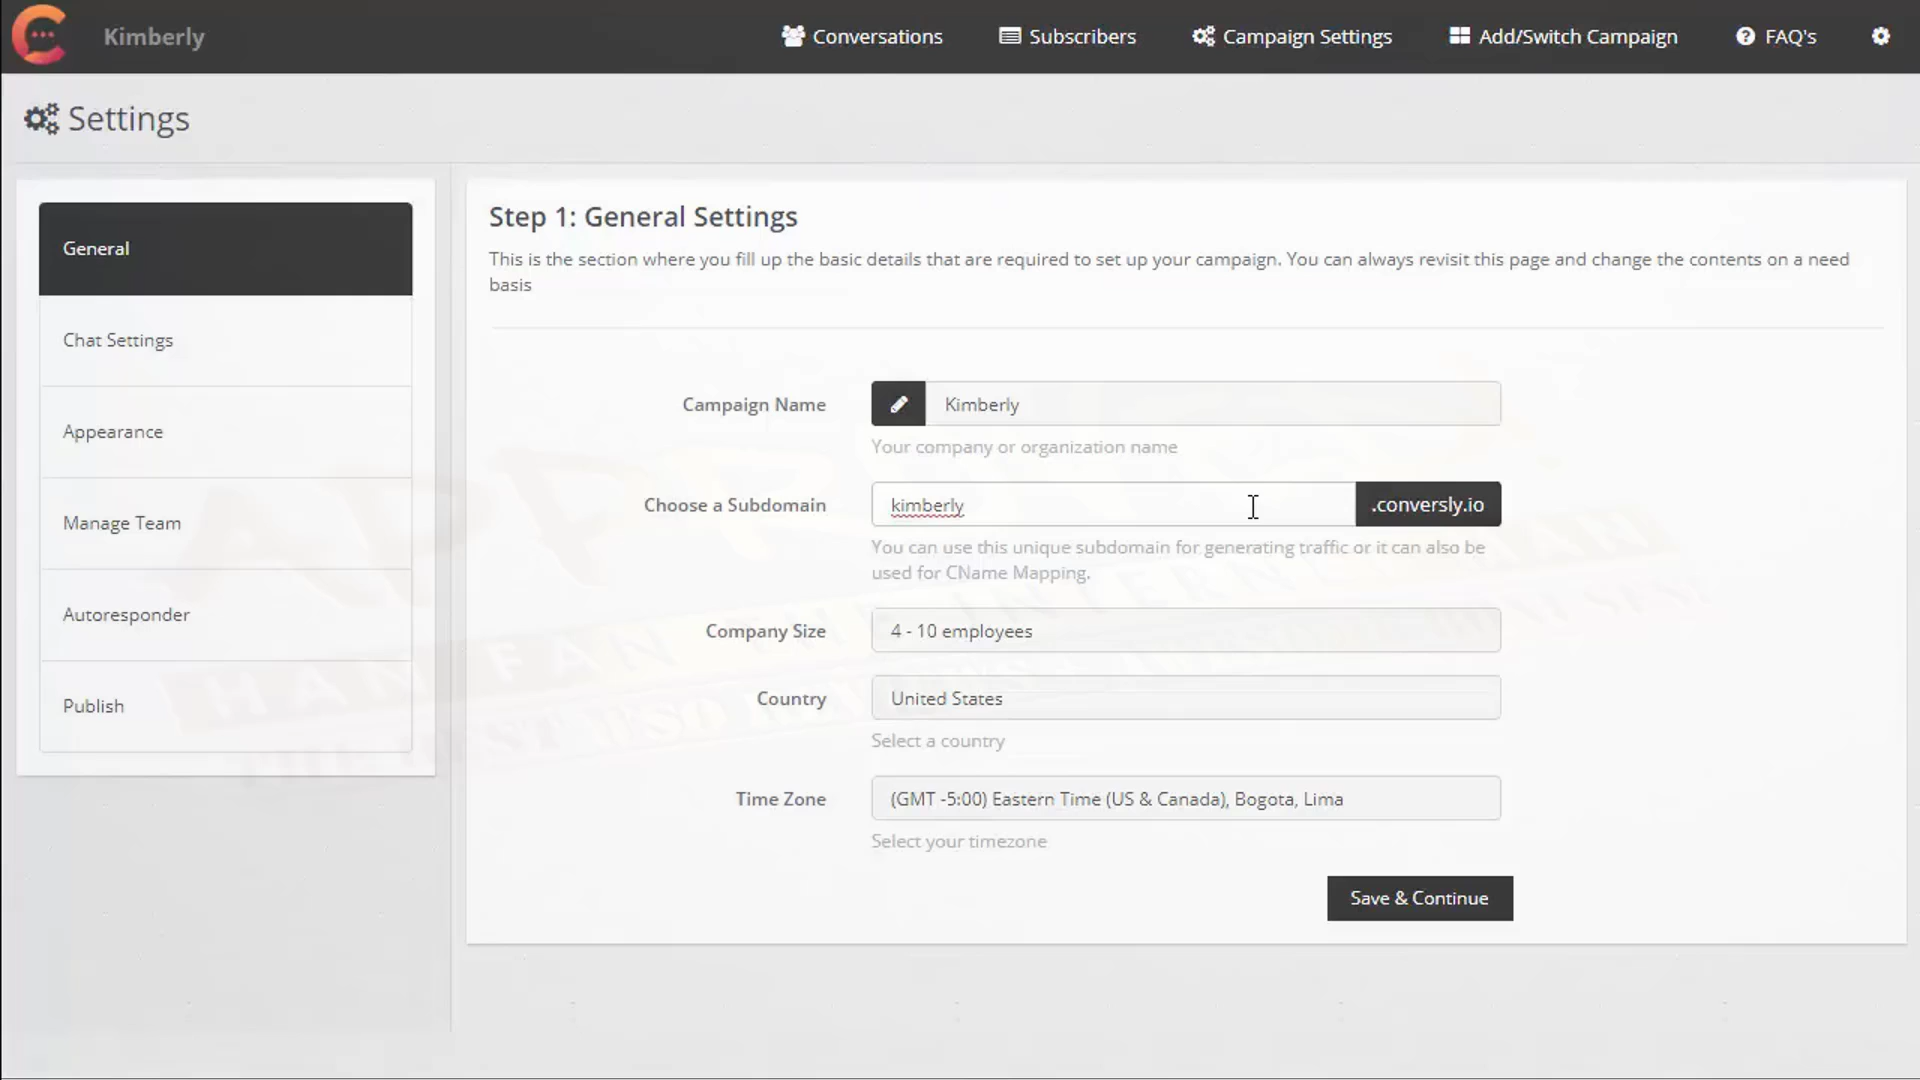 Kimberly
Conversations
Subscribers
Campaign Settings
Add/Switch Campaign
FAQ's
Settings
General
Chat Settings
Appearance
Manage Team
Autoresponder
Publish
Step 1: General Settings
This is the section where you fill up the basic details that are required to set up your campaign. You can always revisit this page and change the contents on a need
basis
Campaign Name
Kimberly
Your company or organization name
Choose a Subdomain
kimberly
.conversly.io
You can use this unique subdomain for generating traffic or it can also be
used for CName Mapping.
Company Size
4 - 10 employees
Country
United States
Select a country
Time Zone
(GMT -5:00) Eastern Time (US & Canada), Bogota, Lima
Select your timezone
Save & Continue
HAN FAN THE INTERNET MAN